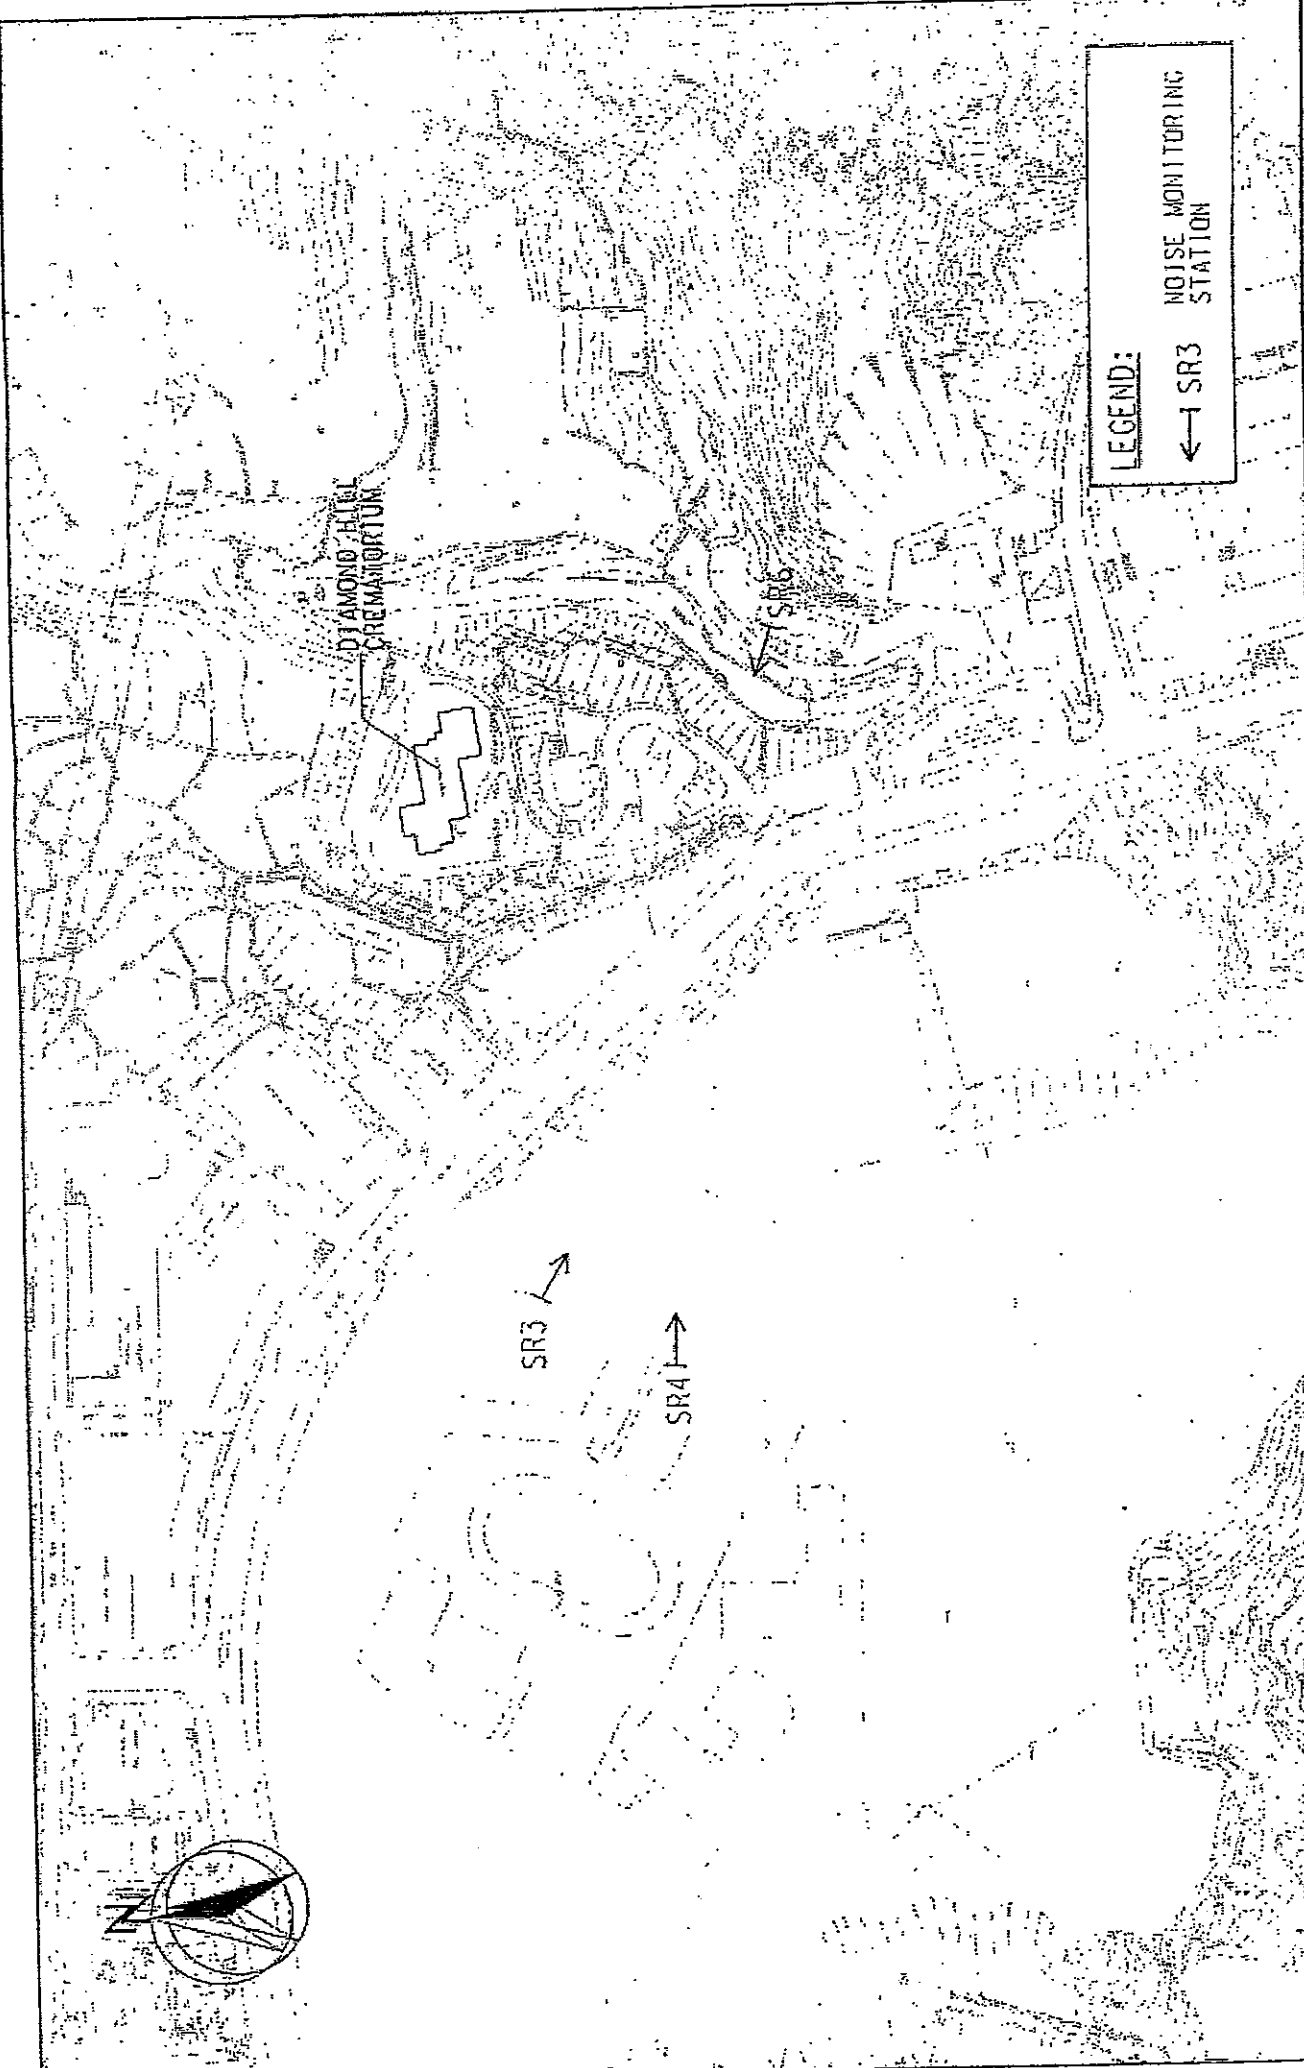 DIAMOND HILL
CREMATORIUM
SR6
SR3
SR4
N
LEGEND:
SR3 NOISE MONITORING
STATION